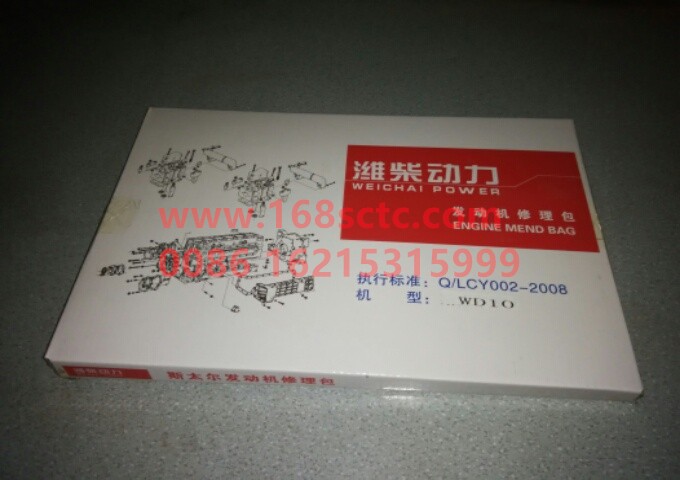 潍柴动力
WEICHAI POWER
发动机修理包
ENGINE MEND BAG
www.168sctc.com
0086 16215315999
执行标准: Q/LCY002-2008
机 型: ... WD10
潍柴动力
斯太尔发动机修理包